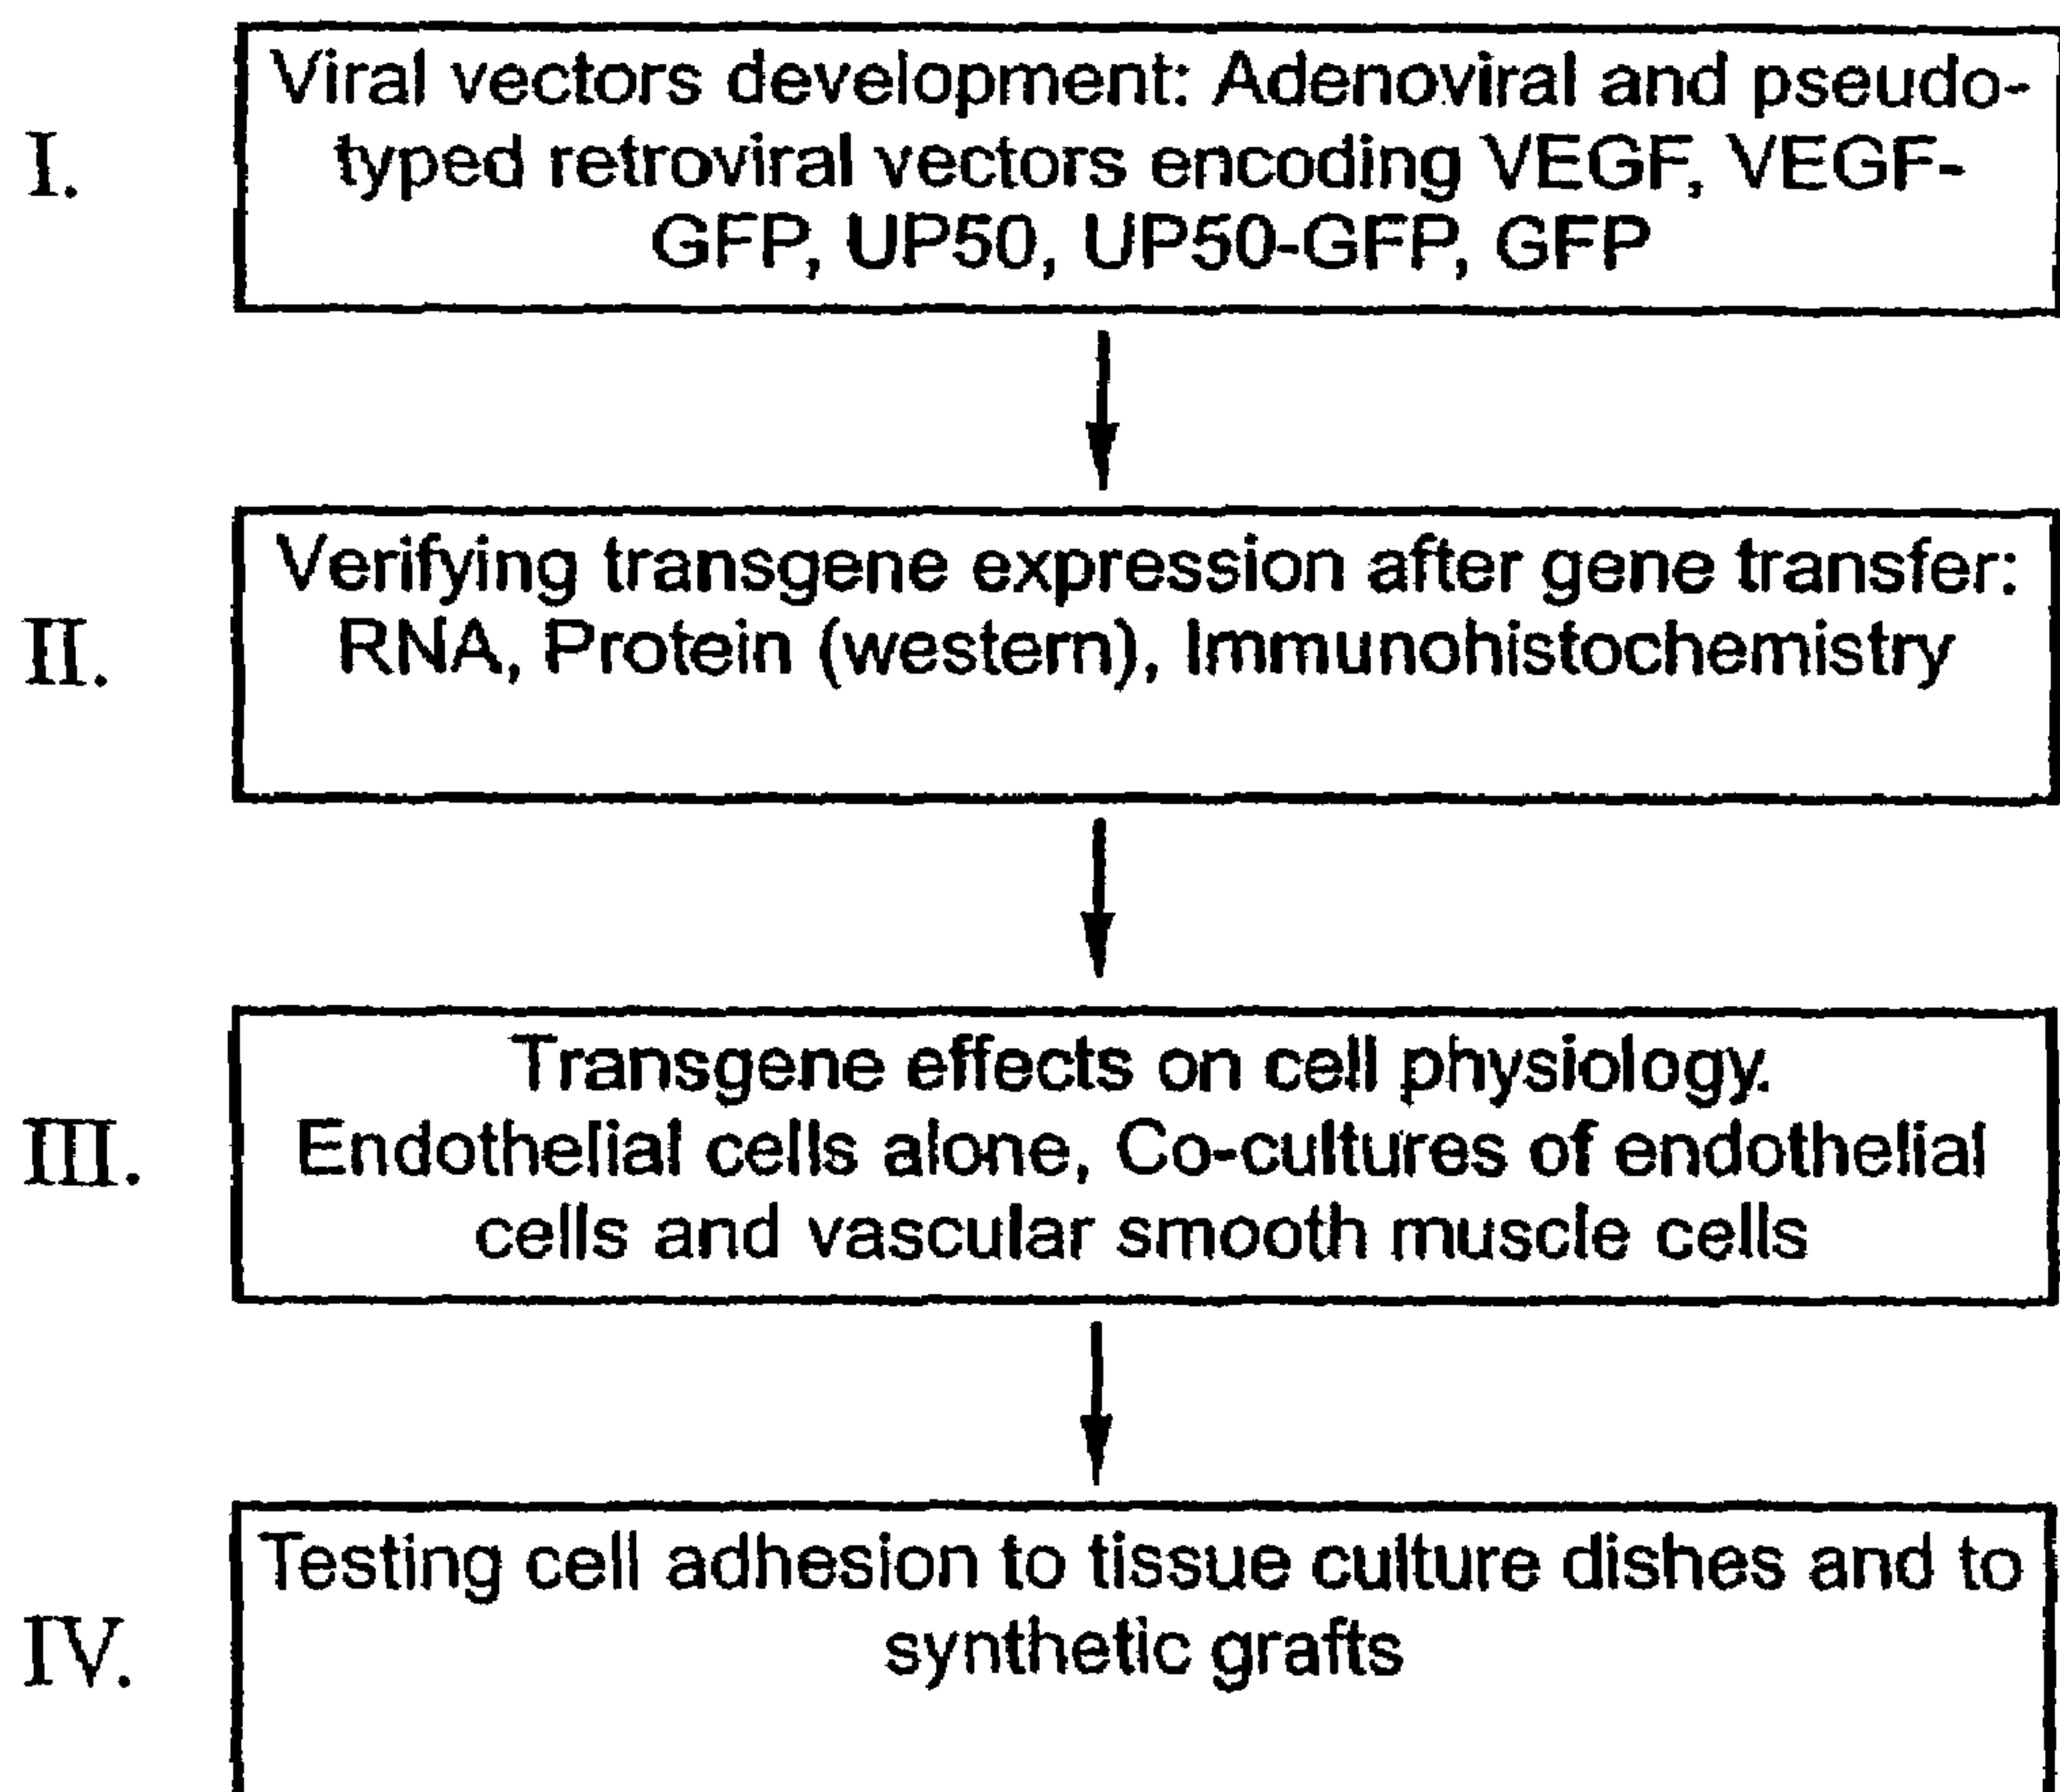 Viral vectors development: Adenoviral and pseudo-
I.
typed retroviral vectors encoding VEGF, VEGF-
GFP, UP50, UP50-GFP, GFP
Verifying transgene expression after gene transfer:
II.
RNA, Protein (western), Immunohistochemistry
Transgene effects on cell physiology.
III.
Endothelial cells alone, Co-cultures of endothelial
cells and vascular smooth muscle cells
Testing cell adhesion to tissue culture dishes and to
IV.
synthetic grafts